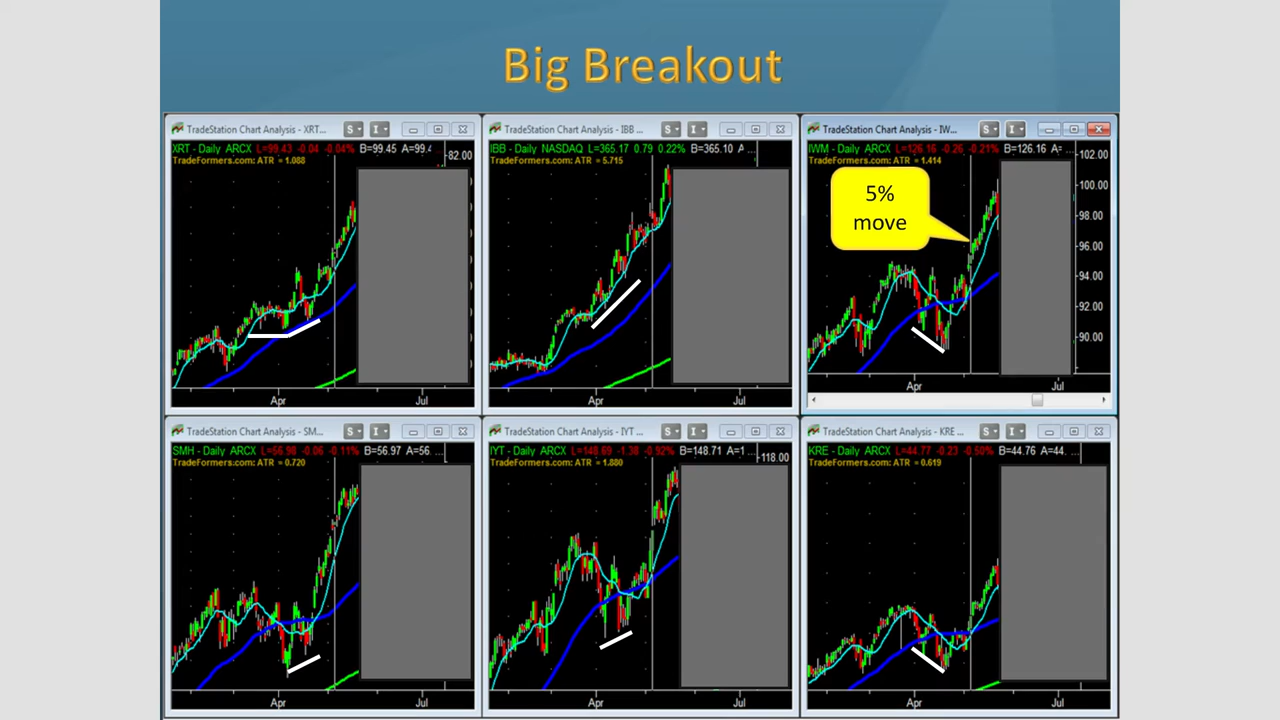 Big Breakout
TradeStation Chart Analysis - XRT...
XRT - Daily ARCX L=99.43 -0.04 -0.04% B=99.45 A=99.4
TradeFormers.com: ATR = 1.088
82.00
Apr Jul
TradeStation Chart Analysis - IBB ...
IBB - Daily NASDAQ L=365.17 0.79 0.22% B=365.10 A=...
TradeFormers.com: ATR = 5.715
Apr Jul
TradeStation Chart Analysis - IW...
IWM - Daily ARCX L=126.16 -0.26 -0.21% B=126.16 A=...
TradeFormers.com: ATR = 1.414
5%
move
102.00
100.00
98.00
96.00
94.00
92.00
90.00
Apr Jul
TradeStation Chart Analysis - SM...
SMH - Daily ARCX L=56.98 -0.06 -0.11% B=56.97 A=56. ...
TradeFormers.com: ATR = 0.720
Apr Jul
TradeStation Chart Analysis - IYT ...
IYT - Daily ARCX L=148.69 -1.38 -0.92% B=148.71 A=1...
TradeFormers.com: ATR = 1.880
118.00
Apr Jul
TradeStation Chart Analysis - KRE ...
KRE - Daily ARCX L=44.77 -0.23 -0.50% B=44.76 A=44. ...
TradeFormers.com: ATR = 0.619
Apr Jul